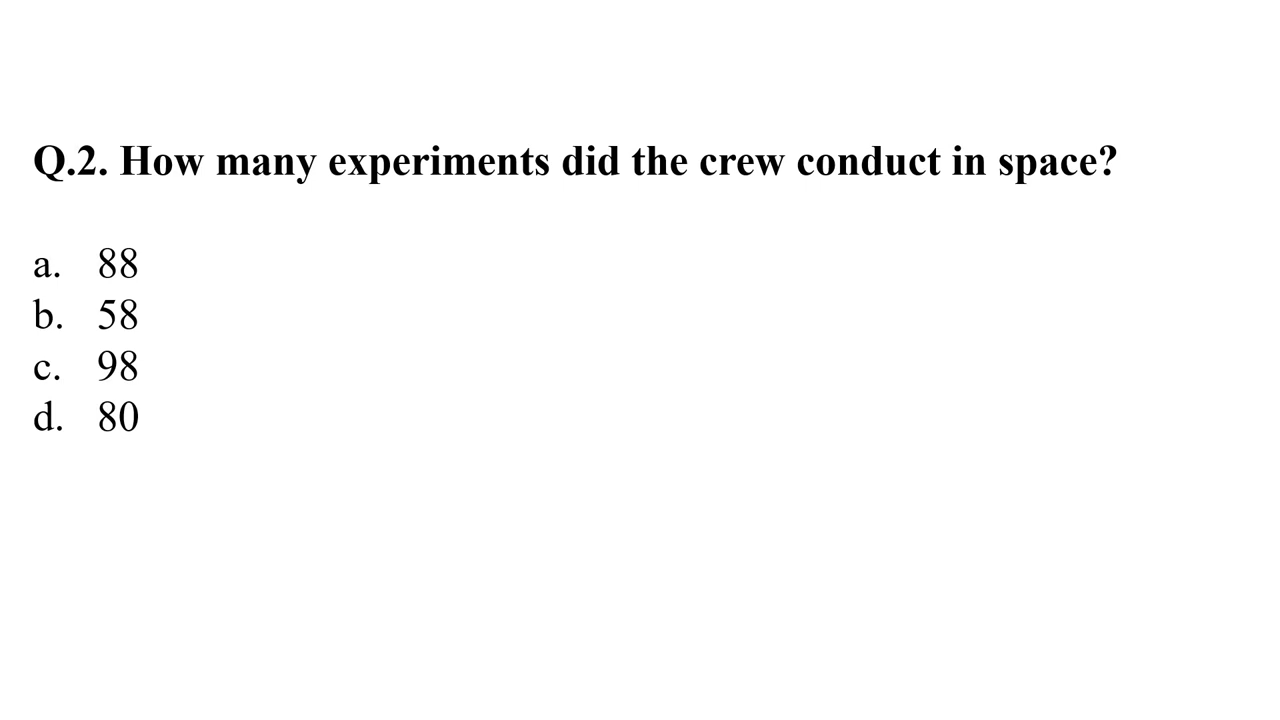 Q.2. How many experiments did the crew conduct in space?
a. 88
b. 58
c. 98
d. 80